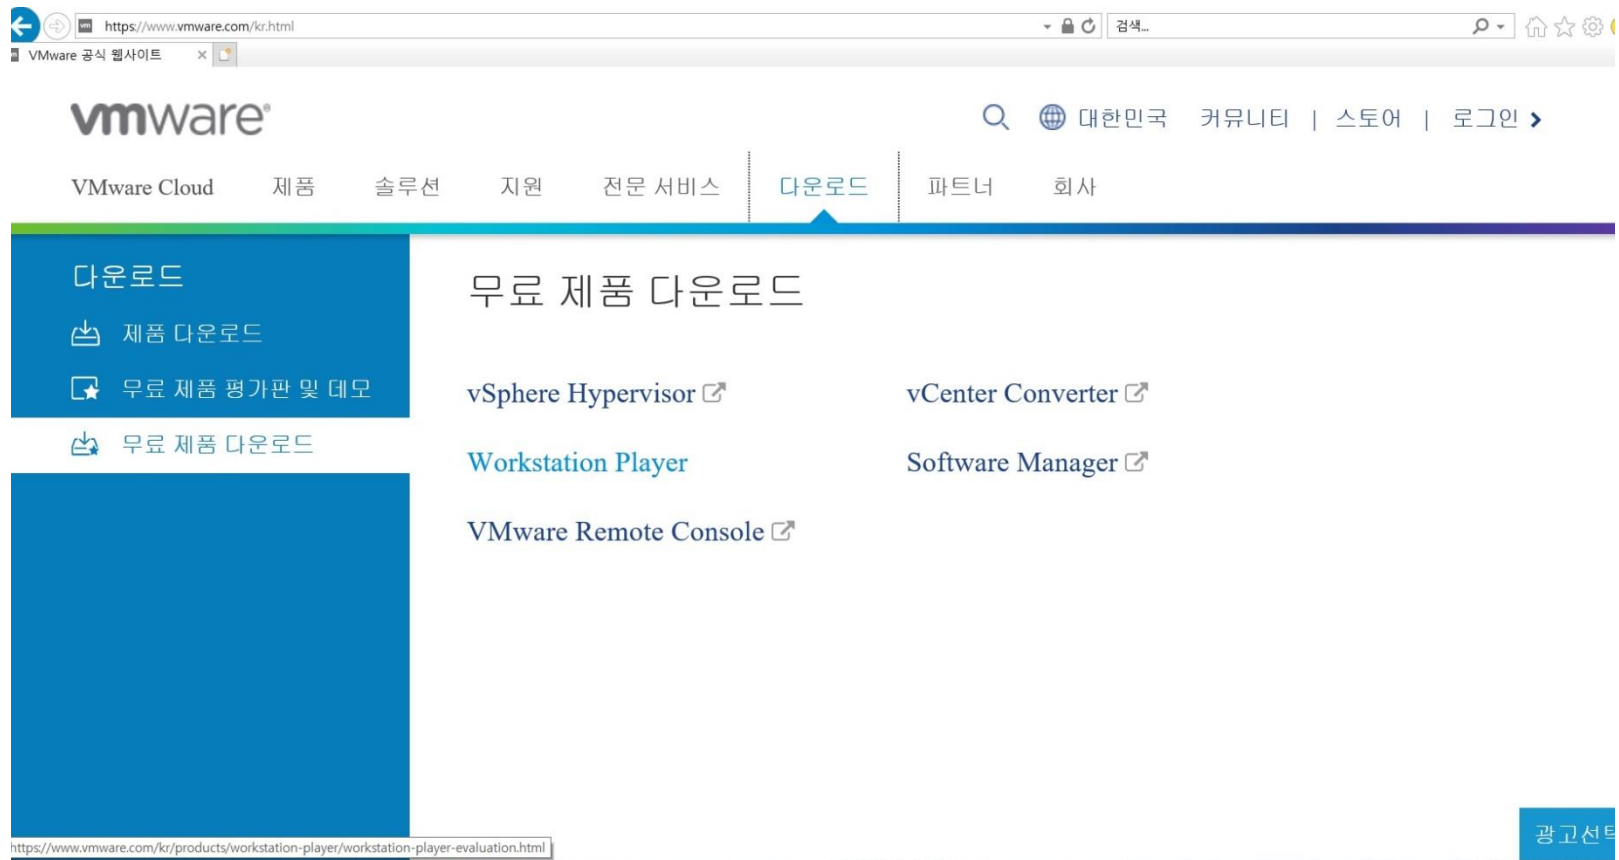 https://www.vmware.com/kr.html 검색...
VMware 공식 웹사이트
vmware®
대한민국 커뮤니티 | 스토어 | 로그인
VMware Cloud 제품 솔루션 지원 전문 서비스 다운로드 파트너 회사
다운로드
제품 다운로드
무료 제품 평가판 및 데모
무료 제품 다운로드
무료 제품 다운로드
vSphere Hypervisor vCenter Converter
Workstation Player Software Manager
VMware Remote Console
광고선택
https://www.vmware.com/kr/products/workstation-player/workstation-player-evaluation.html